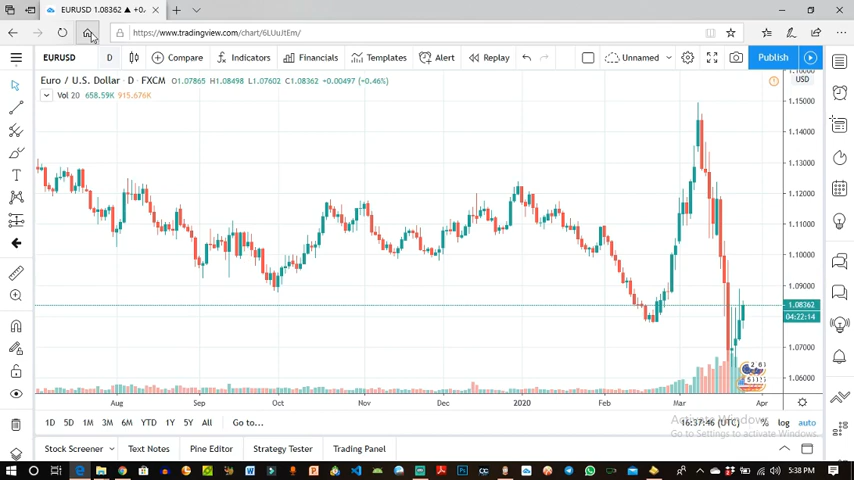 EURUSD 1.08362 ▲ +0.
https://www.tradingview.com/chart/6LUuJtEm/
EURUSD D Compare Indicators Financials Templates Alert Replay Unnamed Publish
Euro / U.S. Dollar · D · FXCM O1.07865 H1.08498 L1.07602 C1.08362 +0.00497 (+0.46%)
USD
Vol 20 658.59K 915.676K
1.15000
1.14000
1.13000
1.12000
1.11000
1.10000
1.09000
1.08362
04:22:14
1.07000
1.06000
Aug Sep Oct Nov Dec 2020 Feb Mar Apr
1D 5D 1M 3M 6M YTD 1Y 5Y All Go to... 16:37:46 (UTC) % log auto
Activate Windows
Go to Settings to activate Windows.
Stock Screener Text Notes Pine Editor Strategy Tester Trading Panel
5:38 PM